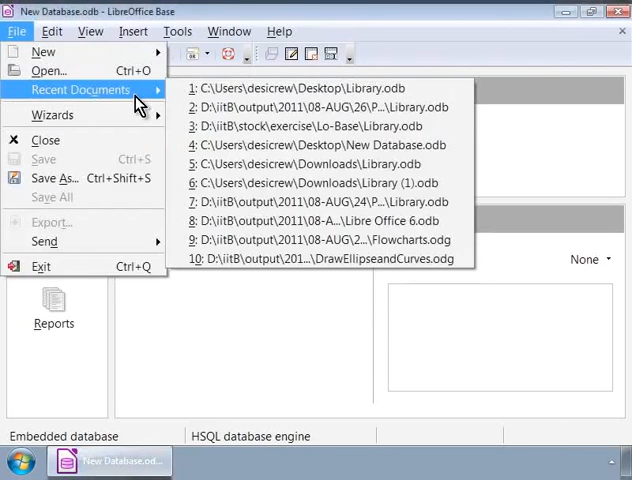 New Database.odb - LibreOffice Base
File Edit View Insert Tools Window Help
New
Open... Ctrl+O
Recent Documents
Wizards
Close
Save Ctrl+S
Save As... Ctrl+Shift+S
Save All
Export...
Send
Exit Ctrl+Q
1: C:\Users\desicrew\Desktop\Library.odb
2: D:\iitB\output\2011\08-AUG\26\P...\Library.odb
3: D:\iitB\stock\exercise\Lo-Base\Library.odb
4: C:\Users\desicrew\Desktop\New Database.odb
5: C:\Users\desicrew\Downloads\Library.odb
6: C:\Users\desicrew\Downloads\Library (1).odb
7: D:\iitB\output\2011\08-AUG\24\P...\Library.odb
8: D:\iitB\output\2011\08-A...\Libre Office 6.odb
9: D:\iitB\output\2011\08-AUG\2...\Flowcharts.odg
10: D:\iitB\output\201...\DrawEllipseandCurves.odg
None
Reports
Embedded database HSQL database engine
New Database.od...